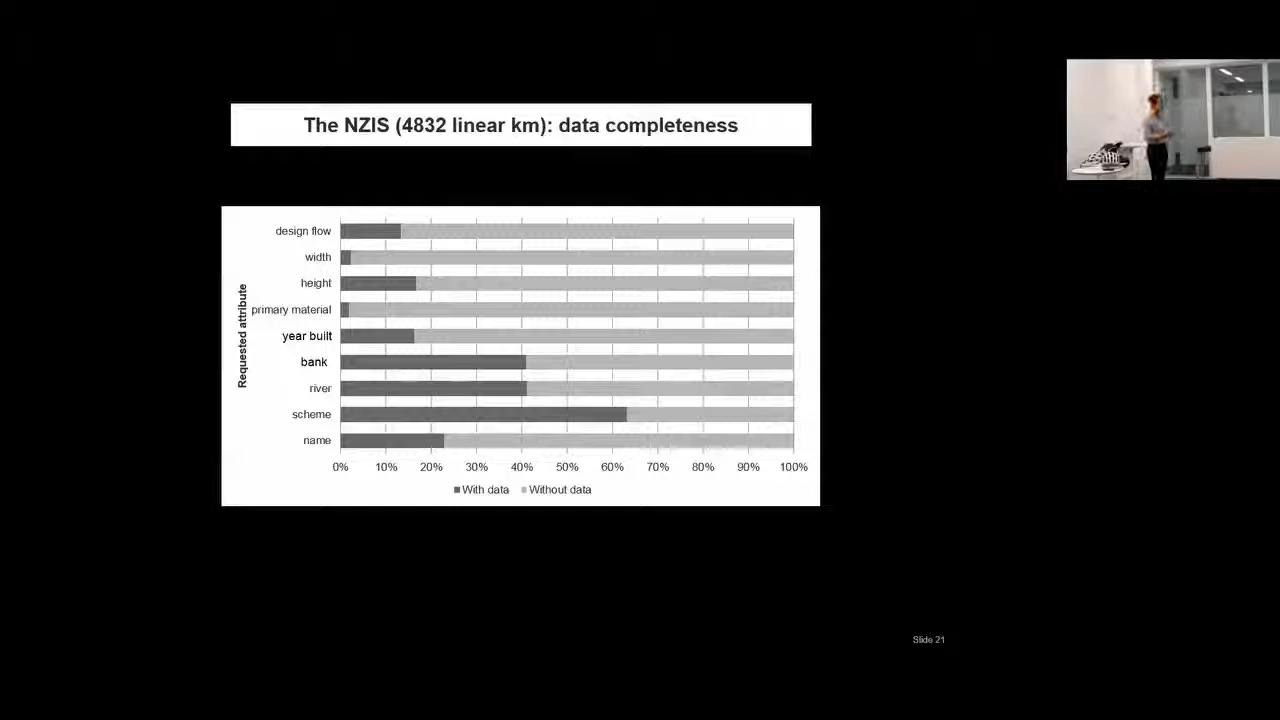 The NZIS (4832 linear km): data completeness
Requested attribute
design flow
width
height
primary material
year built
bank
river
scheme
name
0% 10% 20% 30% 40% 50% 60% 70% 80% 90% 100%
With data Without data
Slide 21